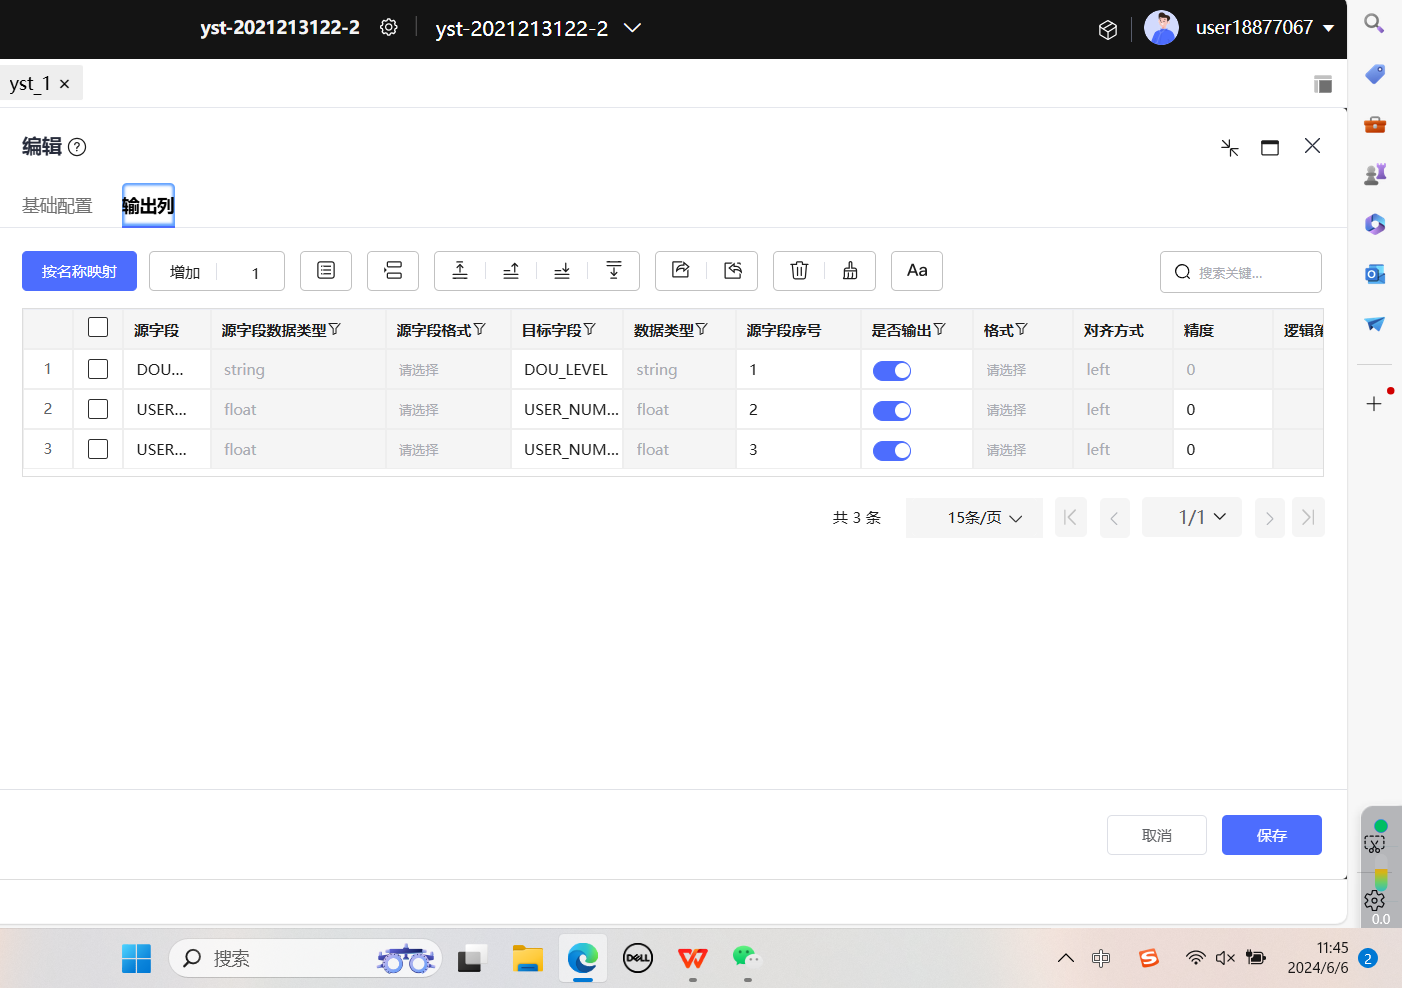 yst-2021213122-2
yst-2021213122-2
user18877067
yst_1 ×
编辑
基础配置
输出列
按名称映射
增加 1
Aa
搜索关键...
源字段 源字段数据类型 源字段格式 目标字段 数据类型 源字段序号 是否输出 格式 对齐方式 精度
1 DOU... string 请选择 DOU_LEVEL string 1 请选择 left 0
2 USER... float 请选择 USER_NUM... float 2 请选择 left 0
3 USER... float 请选择 USER_NUM... float 3 请选择 left 0
共 3 条 15条/页 1/1
取消 保存
0.0
搜索
DELL
中
11:45
2024/6/6
2